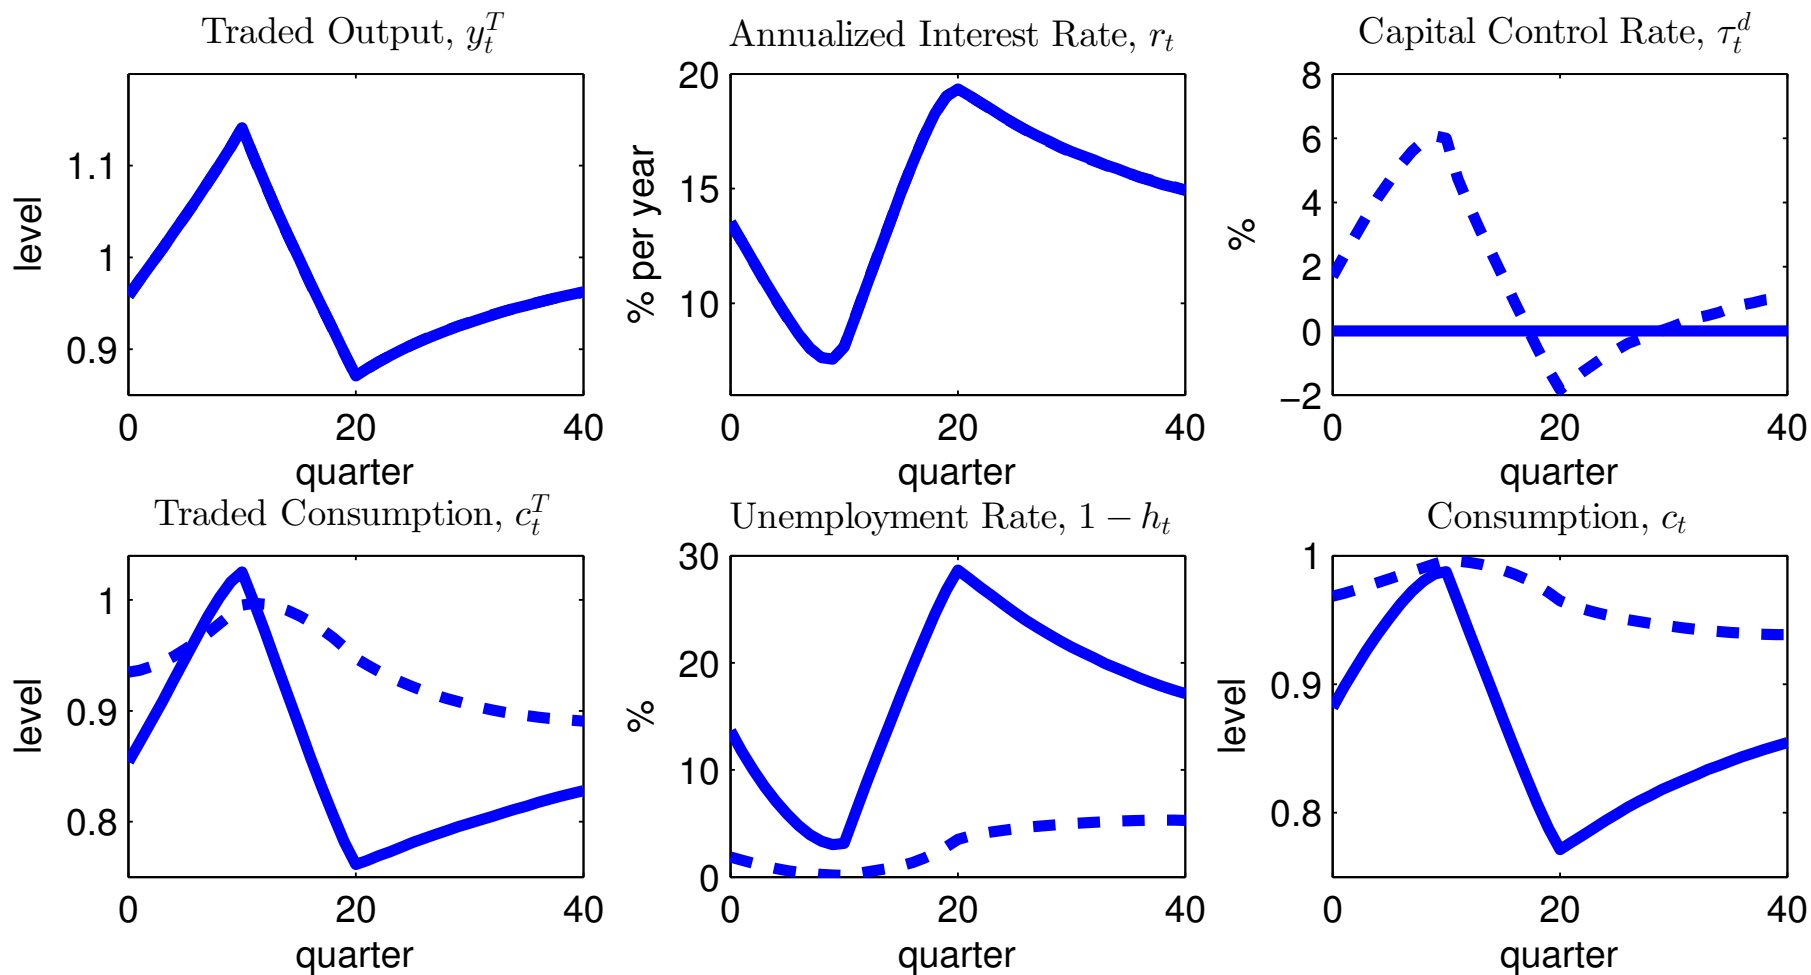 Traded Output, y_t^T
level
1.1
1
0.9
0
20
40
quarter
Annualized Interest Rate, r_t
% per year
20
15
10
0
20
40
quarter
Capital Control Rate, τ_t^d
%
8
6
4
2
0
−2
0
20
40
quarter
Traded Consumption, c_t^T
level
1
0.9
0.8
0
20
40
quarter
Unemployment Rate, 1 − h_t
%
30
20
10
0
0
20
40
quarter
Consumption, c_t
level
1
0.9
0.8
0
20
40
quarter